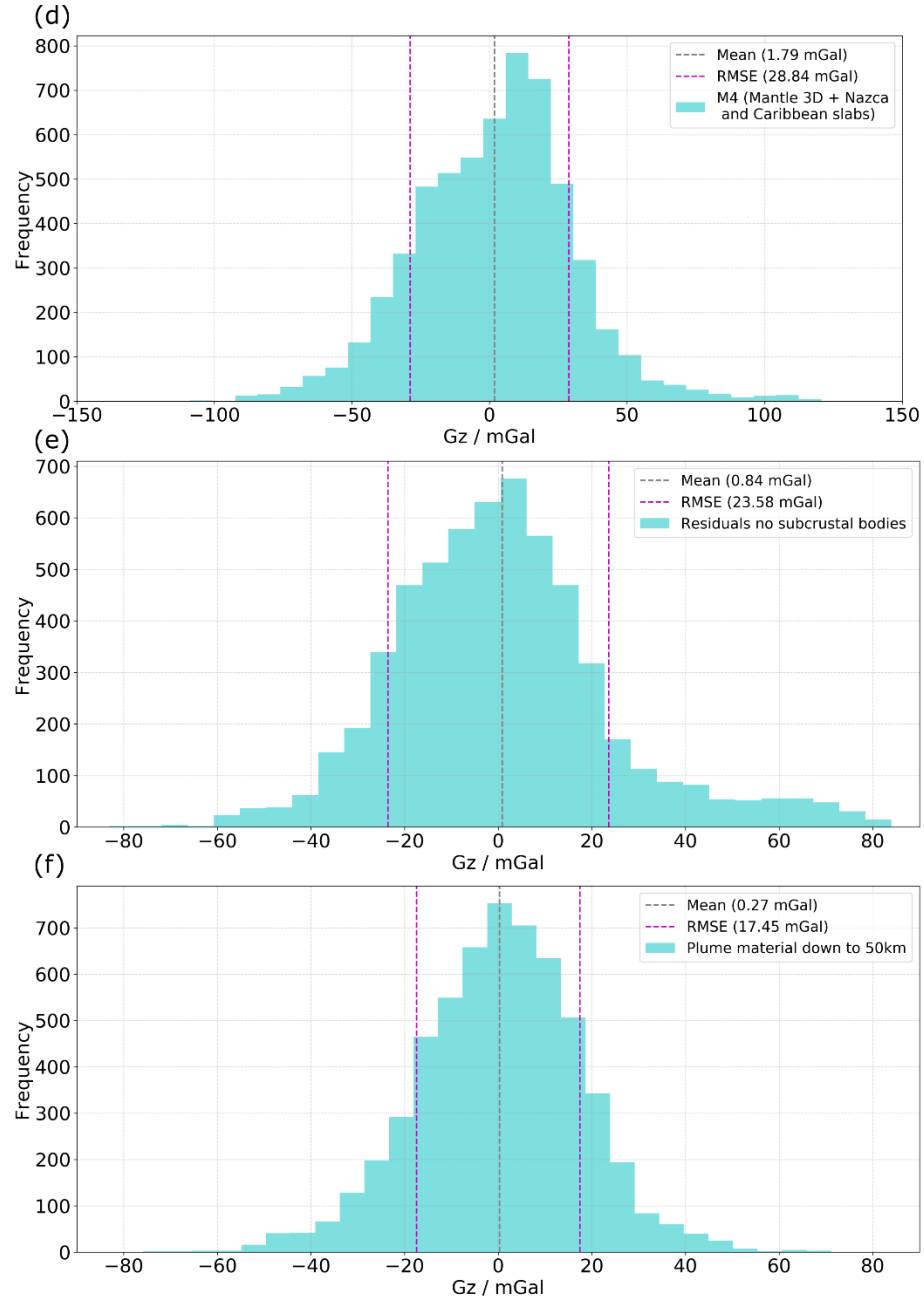 (d)
800
700
600
500
400
300
200
100
0
Frequency
Mean (1.79 mGal)
RMSE (28.84 mGal)
M4 (Mantle 3D + Nazca
and Caribbean slabs)
−150
−100
−50
0
50
100
150
Gz / mGal
(e)
700
600
500
400
300
200
100
0
Frequency
Mean (0.84 mGal)
RMSE (23.58 mGal)
Residuals no subcrustal bodies
−80
−60
−40
−20
0
20
40
60
80
Gz / mGal
(f)
700
600
500
400
300
200
100
0
Frequency
Mean (0.27 mGal)
RMSE (17.45 mGal)
Plume material down to 50km
−80
−60
−40
−20
0
20
40
60
80
Gz / mGal